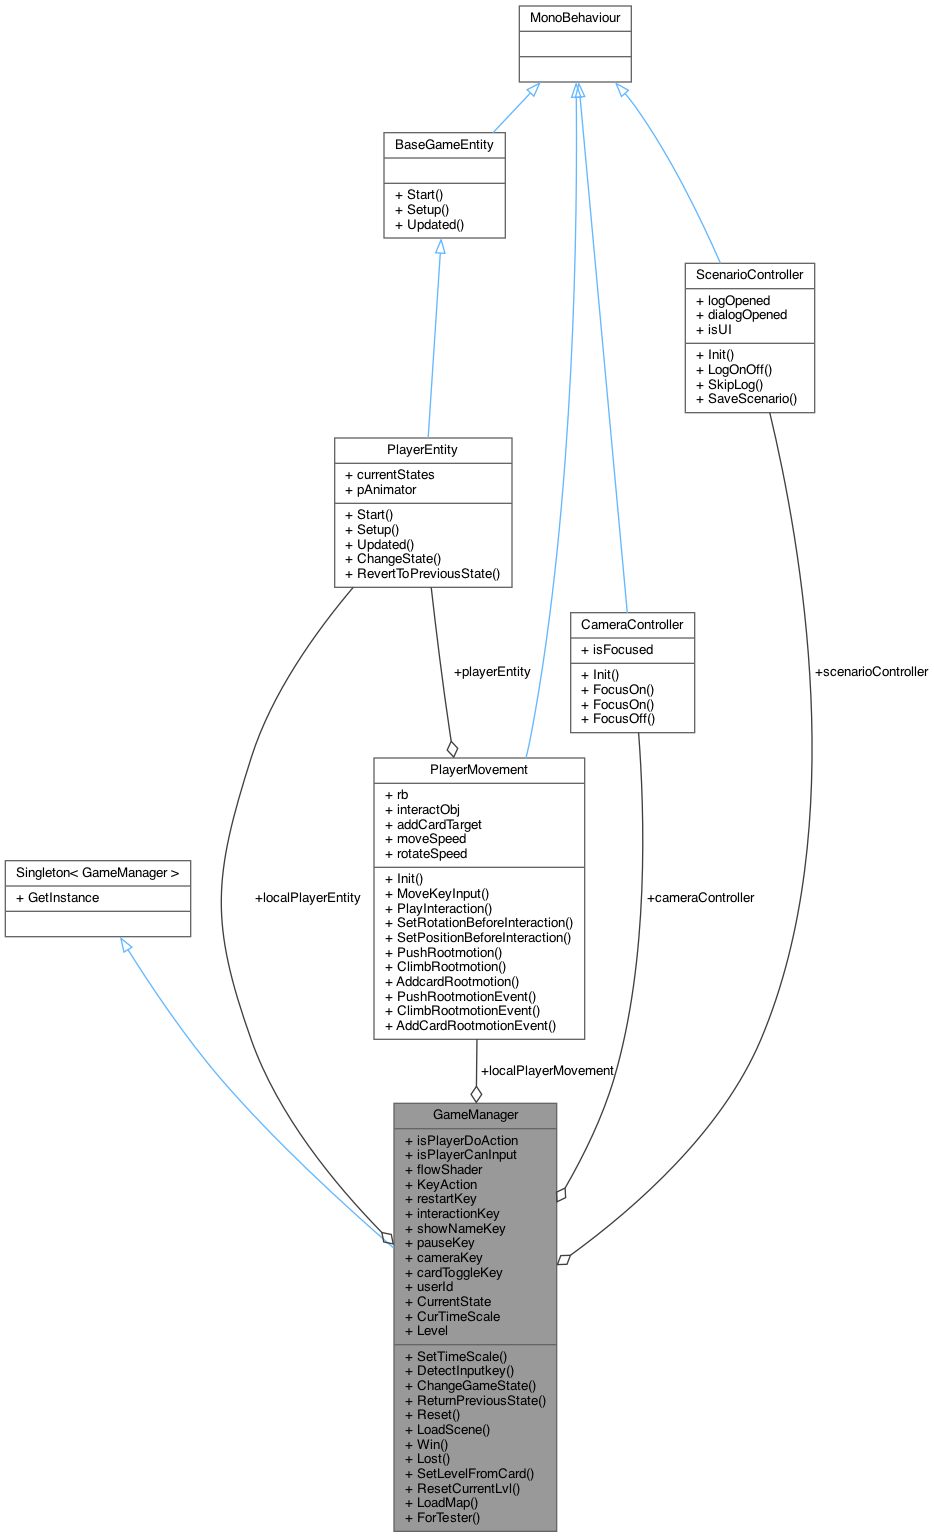 MonoBehaviour
BaseGameEntity
+ Start()
+ Setup()
+ Updated()
ScenarioController
+ logOpened
+ dialogOpened
+ isUI
+ Init()
+ LogOnOff()
+ SkipLog()
+ SaveScenario()
PlayerEntity
+ currentStates
+ pAnimator
+ Start()
+ Setup()
+ Updated()
+ ChangeState()
+ RevertToPreviousState()
CameraController
+ isFocused
+ Init()
+ FocusOn()
+ FocusOn()
+ FocusOff()
+playerEntity
+scenarioController
PlayerMovement
+ rb
+ interactObj
+ addCardTarget
+ moveSpeed
+ rotateSpeed
+ Init()
+ MoveKeyInput()
+ PlayInteraction()
+ SetRotationBeforeInteraction()
+ SetPositionBeforeInteraction()
+ PushRootmotion()
+ ClimbRootmotion()
+ AddcardRootmotion()
+ PushRootmotionEvent()
+ ClimbRootmotionEvent()
+ AddCardRootmotionEvent()
Singleton< GameManager >
+ GetInstance
+localPlayerEntity
+cameraController
+localPlayerMovement
GameManager
+ isPlayerDoAction
+ isPlayerCanInput
+ flowShader
+ KeyAction
+ restartKey
+ interactionKey
+ showNameKey
+ pauseKey
+ cameraKey
+ cardToggleKey
+ userId
+ CurrentState
+ CurTimeScale
+ Level
+ SetTimeScale()
+ DetectInputkey()
+ ChangeGameState()
+ ReturnPreviousState()
+ Reset()
+ LoadScene()
+ Win()
+ Lost()
+ SetLevelFromCard()
+ ResetCurrentLvl()
+ LoadMap()
+ ForTester()